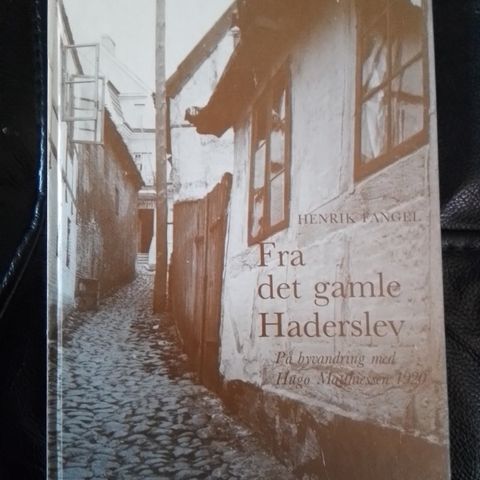 HENRIK FANGEL
Fra
det gamle
Haderslev
På byvandring med
Hugo Matthiessen 1920